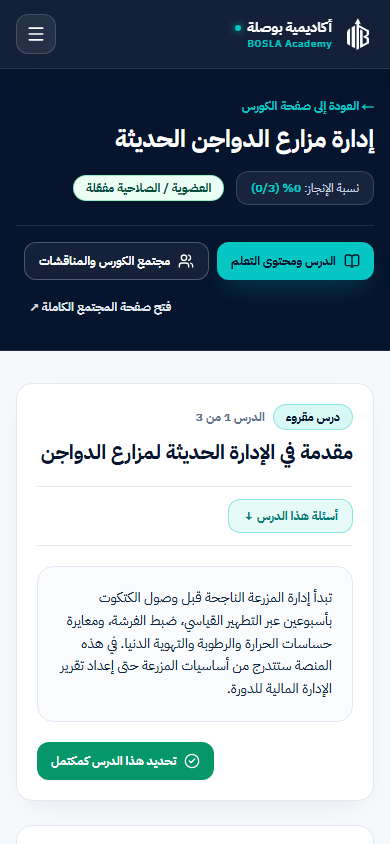 أكاديمية بوصلة
BOSLA Academy
← العودة إلى صفحة الكورس
إدارة مزارع الدواجن الحديثة
نسبة الإنجاز: 0% (0/3)
العضوية / الصلاحية مفعّلة
الدرس ومحتوى التعلم
مجتمع الكورس والمناقشات
فتح صفحة المجتمع الكاملة ↗
درس مقروء
الدرس 1 من 3
مقدمة في الإدارة الحديثة لمزارع الدواجن
أسئلة هذا الدرس ↓
تبدأ إدارة المزرعة الناجحة قبل وصول الكتكوت
بأسبوعين عبر التطهير القياسي، ضبط الفرشة، ومعايرة
حساسات الحرارة والرطوبة والتهوية الدنيا. في هذه
المنصة ستتدرج من أساسيات المزرعة حتى إعداد تقرير
الإدارة المالية للدورة.
تحديد هذا الدرس كمكتمل